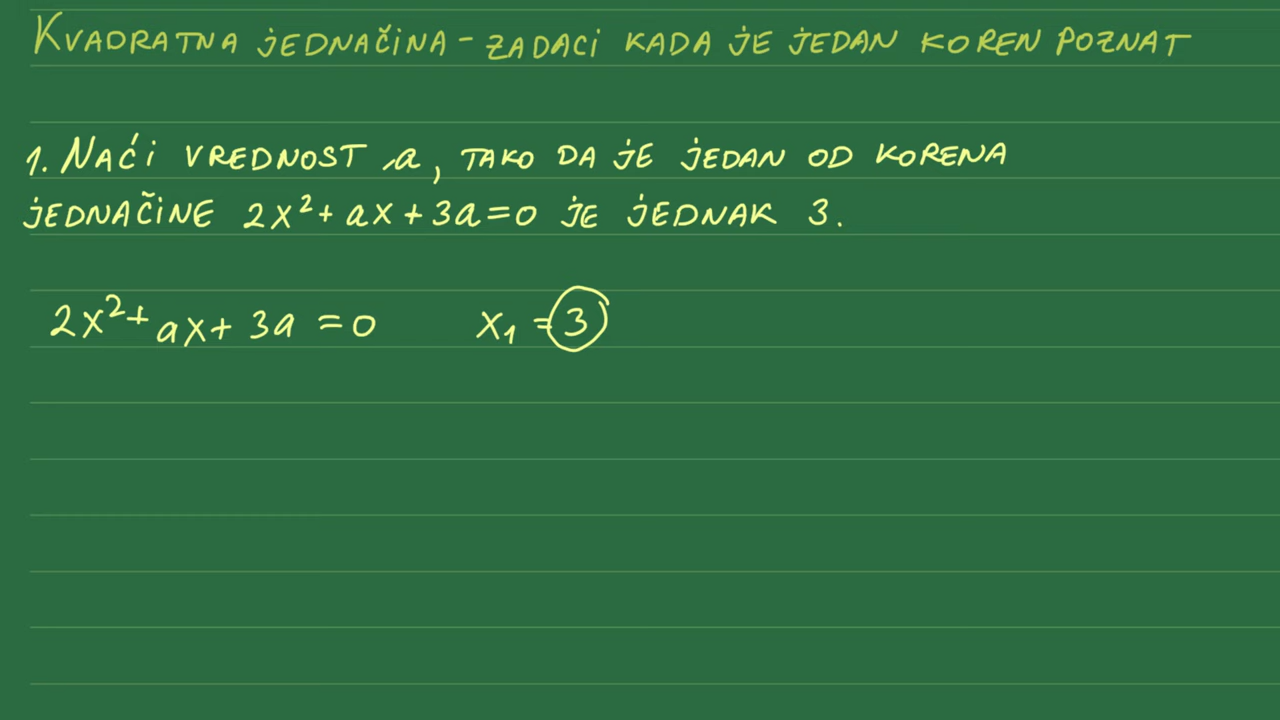 KVADRATNA JEDNAČINA - ZADACI KADA JE JEDAN KOREN POZNAT
1. NAĆI VREDNOST a, TAKO DA JE JEDAN OD KORENA
JEDNAČINE 2x²+ax+3a=0 JE JEDNAK 3.
2x²+ax+3a=0 x₁=3